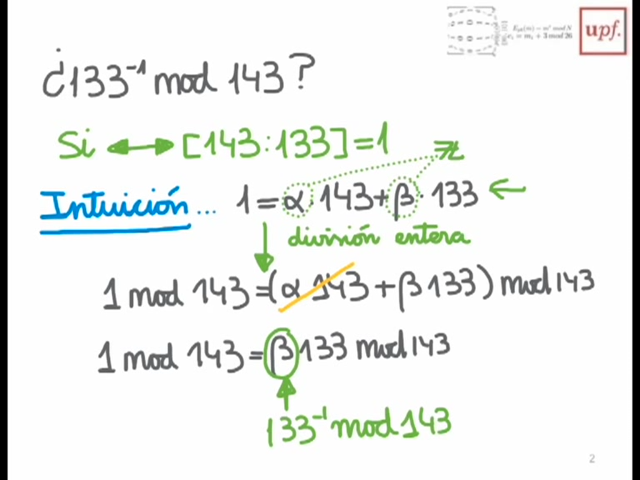 upf.
¿133⁻¹ mod 143?
Si ↔ [143:133]=1
Intuición... 1=α·143+β·133 ←
división entera
1 mod 143=(α 143+β 133) mod 143
1 mod 143=β 133 mod 143
133⁻¹ mod 143
2